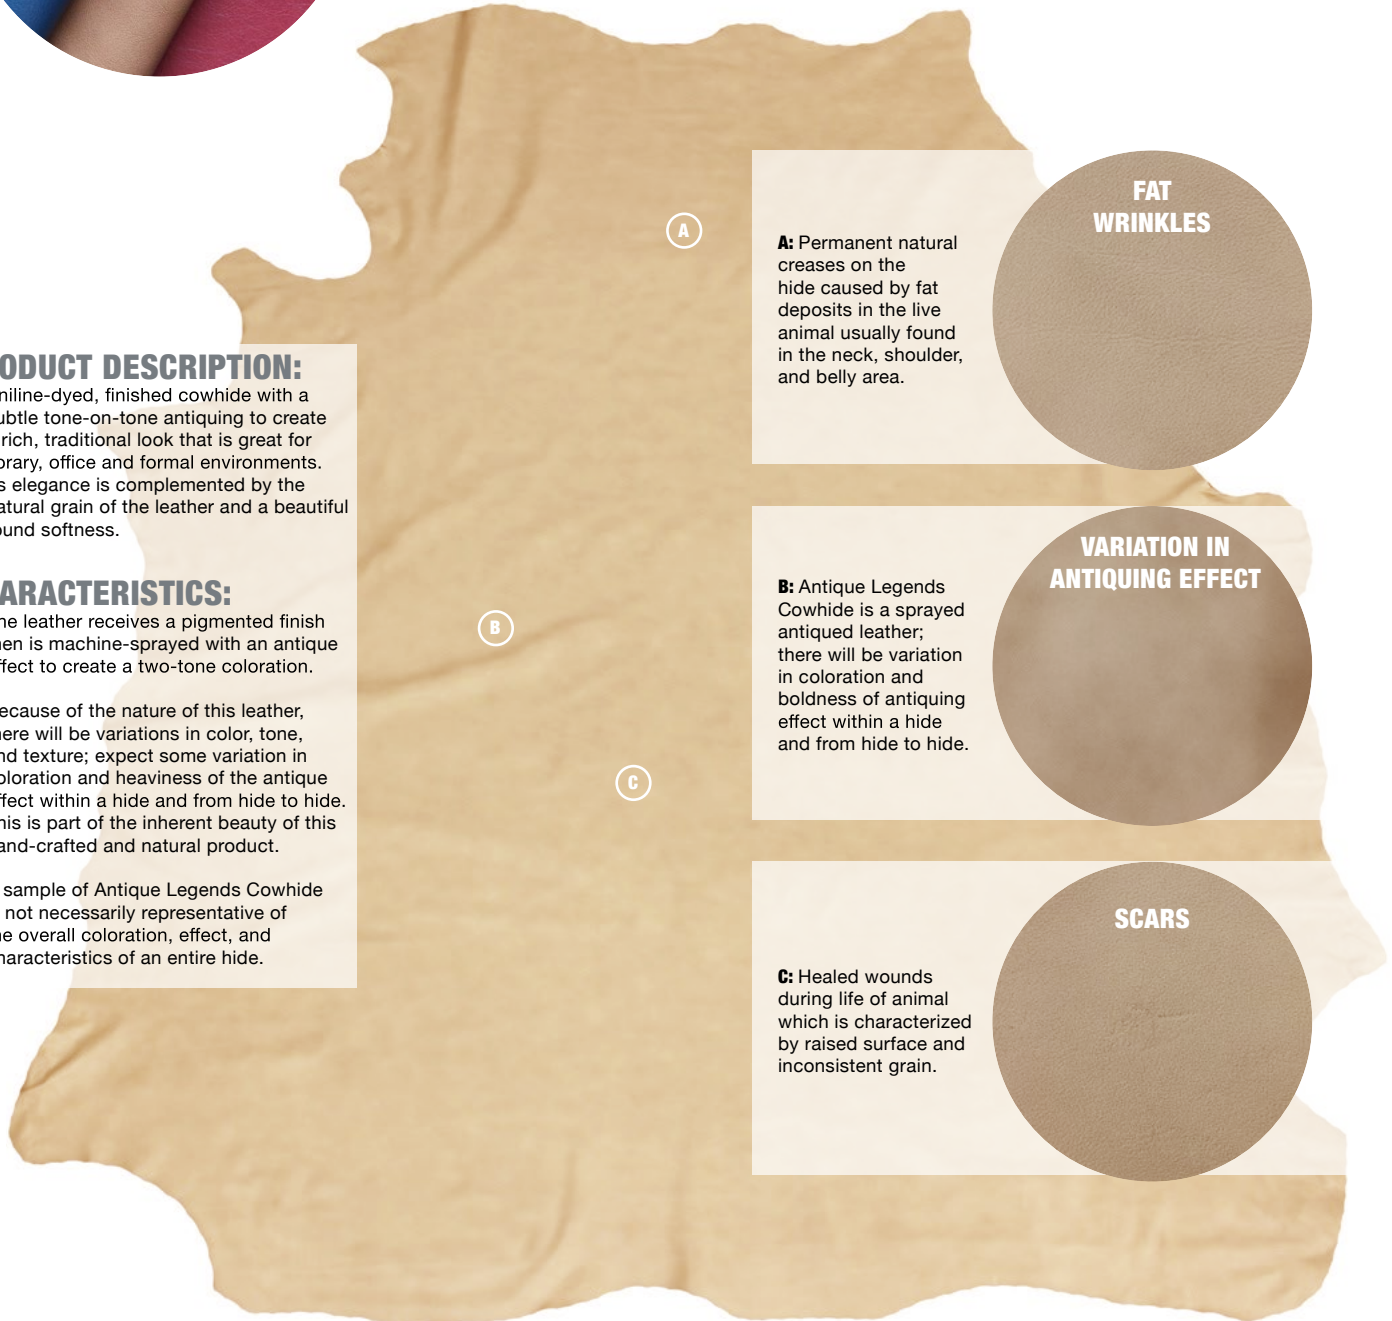 ODUCT DESCRIPTION:
niline-dyed, finished cowhide with a
ubtle tone-on-tone antiquing to create
rich, traditional look that is great for
brary, office and formal environments.
s elegance is complemented by the
atural grain of the leather and a beautiful
ound softness.
ARACTERISTICS:
he leather receives a pigmented finish
hen is machine-sprayed with an antique
ffect to create a two-tone coloration.
ecause of the nature of this leather,
here will be variations in color, tone,
nd texture; expect some variation in
oloration and heaviness of the antique
ffect within a hide and from hide to hide.
his is part of the inherent beauty of this
and-crafted and natural product.
sample of Antique Legends Cowhide
not necessarily representative of
he overall coloration, effect, and
haracteristics of an entire hide.
A
B
C
FAT
WRINKLES
A: Permanent natural
creases on the
hide caused by fat
deposits in the live
animal usually found
in the neck, shoulder,
and belly area.
VARIATION IN
ANTIQUING EFFECT
B: Antique Legends
Cowhide is a sprayed
antiqued leather;
there will be variation
in coloration and
boldness of antiquing
effect within a hide
and from hide to hide.
SCARS
C: Healed wounds
during life of animal
which is characterized
by raised surface and
inconsistent grain.